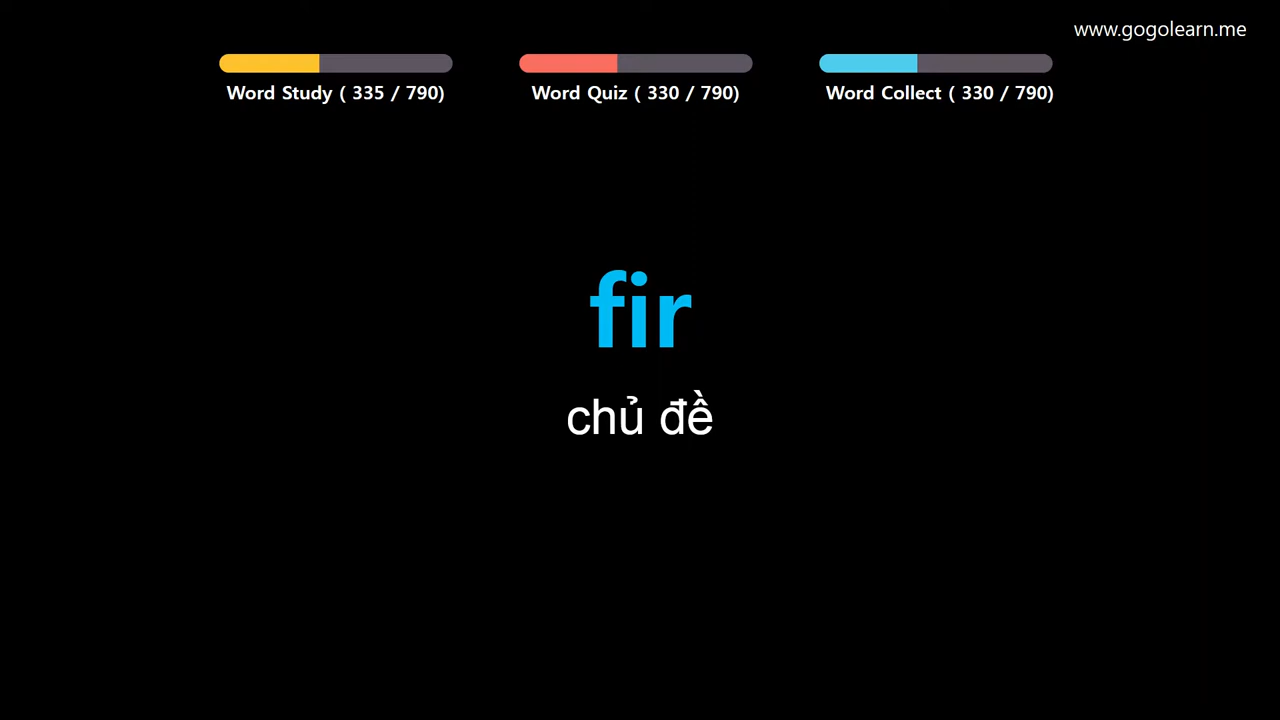 www.gogolearn.me
Word Study ( 335 / 790)
Word Quiz ( 330 / 790)
Word Collect ( 330 / 790)
fir
chủ đề